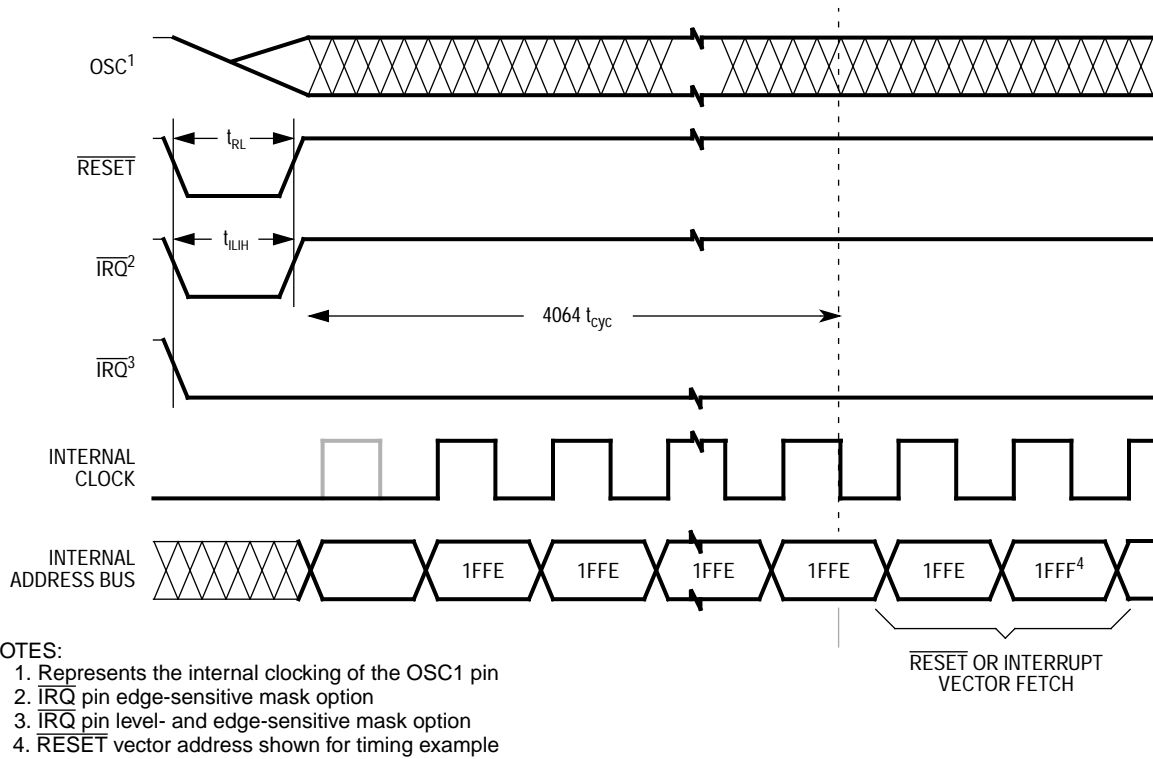 OSC1
tRL
RESET
tILIH
IRQ2
4064 tcyc
IRQ3
INTERNAL
CLOCK
INTERNAL
ADDRESS BUS
1FFE
1FFE
1FFE
1FFE
1FFE
1FFF4
RESET OR INTERRUPT
VECTOR FETCH
OTES:
1. Represents the internal clocking of the OSC1 pin
2. IRQ pin edge-sensitive mask option
3. IRQ pin level- and edge-sensitive mask option
4. RESET vector address shown for timing example